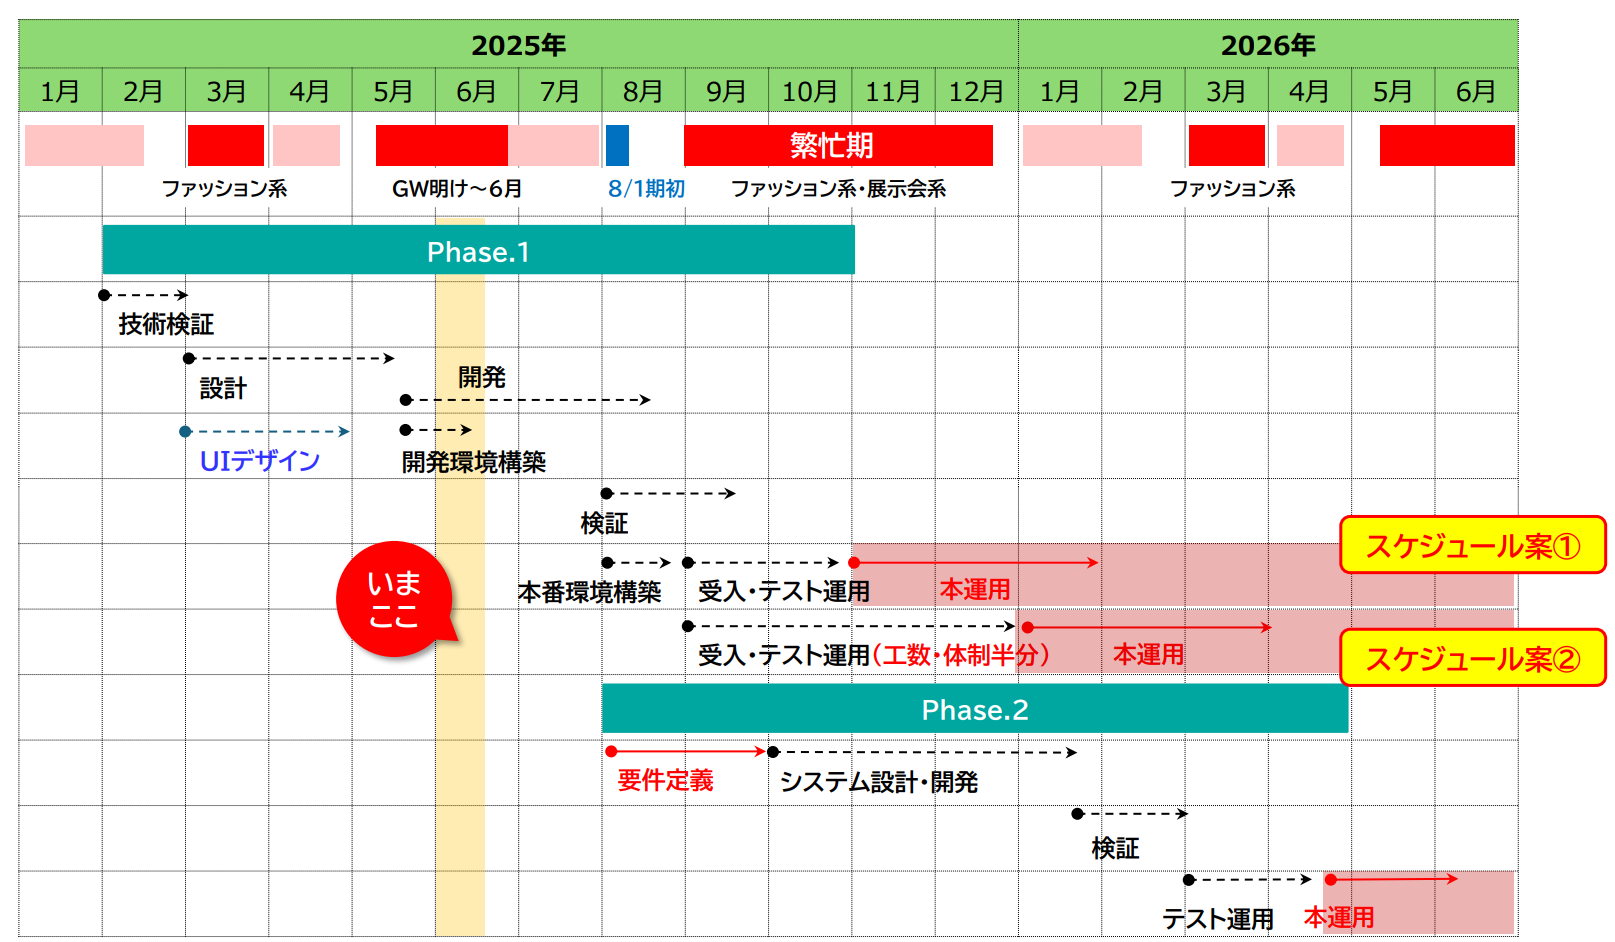 2025年
2026年
1月 2月 3月 4月 5月 6月 7月 8月 9月 10月 11月 12月 1月 2月 3月 4月 5月 6月
繁忙期
ファッション系
GW明け～6月
8/1期初
ファッション系・展示会系
ファッション系
Phase.1
技術検証
設計
開発
UIデザイン
開発環境構築
検証
スケジュール案①
いま
ここ
本番環境構築
受入・テスト運用
本運用
受入・テスト運用(工数・体制半分)
本運用
スケジュール案②
Phase.2
要件定義
システム設計・開発
検証
テスト運用
本運用